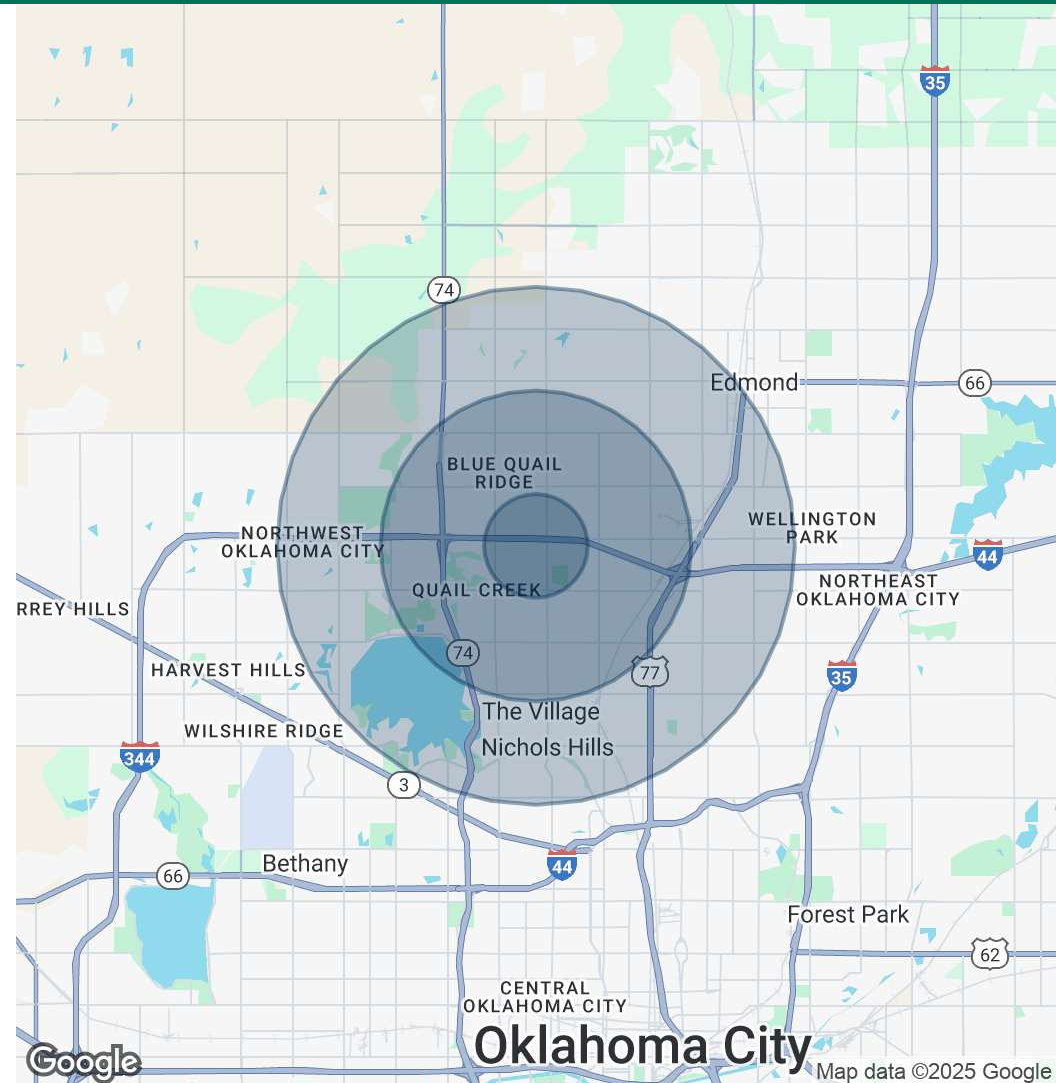 35
74
Edmond
66
BLUE QUAIL
RIDGE
NORTHWEST
OKLAHOMA CITY
WELLINGTON
PARK
44
QUAIL CREEK
NORTHEAST
OKLAHOMA CITY
RREY HILLS
74
77
35
HARVEST HILLS
The Village
WILSHIRE RIDGE
Nichols Hills
344
3
44
Bethany
66
Forest Park
62
CENTRAL
OKLAHOMA CITY
Oklahoma City
Google
Map data ©2025 Google